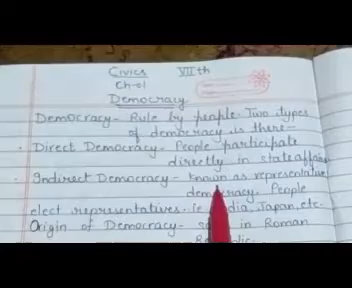 Civics VIIth
Ch-01
Democracy
Democracy - Rule by people. Two types
of democracy is there-
Direct Democracy - People participate
directly in state affairs
Indirect Democracy - known as representative
democracy. People
elect representatives. ie India, Japan, etc.
Origin of Democracy - in Roman